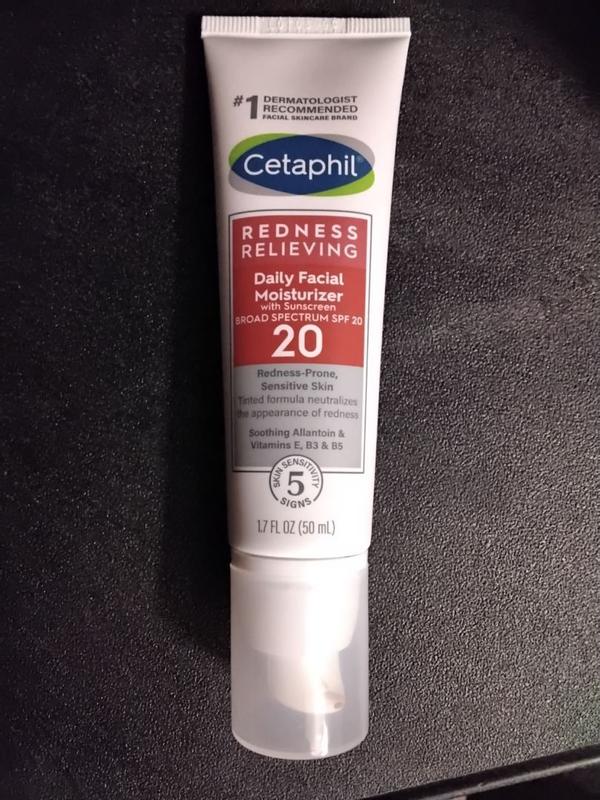 #1 DERMATOLOGIST
RECOMMENDED
FACIAL SKINCARE BRAND
Cetaphil®
REDNESS
RELIEVING
Daily Facial
Moisturizer
with Sunscreen
BROAD SPECTRUM SPF 20
20
Redness-Prone,
Sensitive Skin
Tinted formula neutralizes
the appearance of redness
Soothing Allantoin &
Vitamins E, B3 & B5
SKIN SENSITIVITY
5
SIGNS
1.7 FL OZ (50 mL)